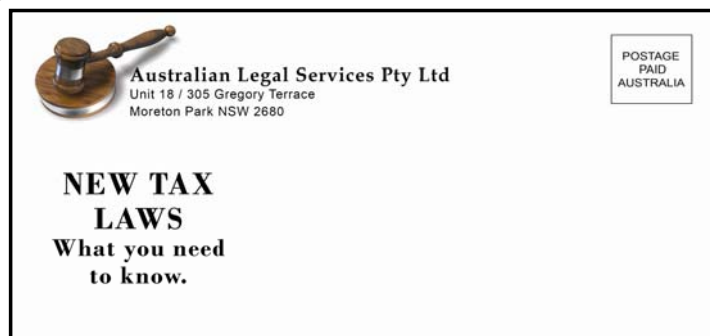 Australian Legal Services Pty Ltd
Unit 18 / 305 Gregory Terrace
Moreton Park NSW 2680
POSTAGE
PAID
AUSTRALIA
NEW TAX
LAWS
What you need
to know.